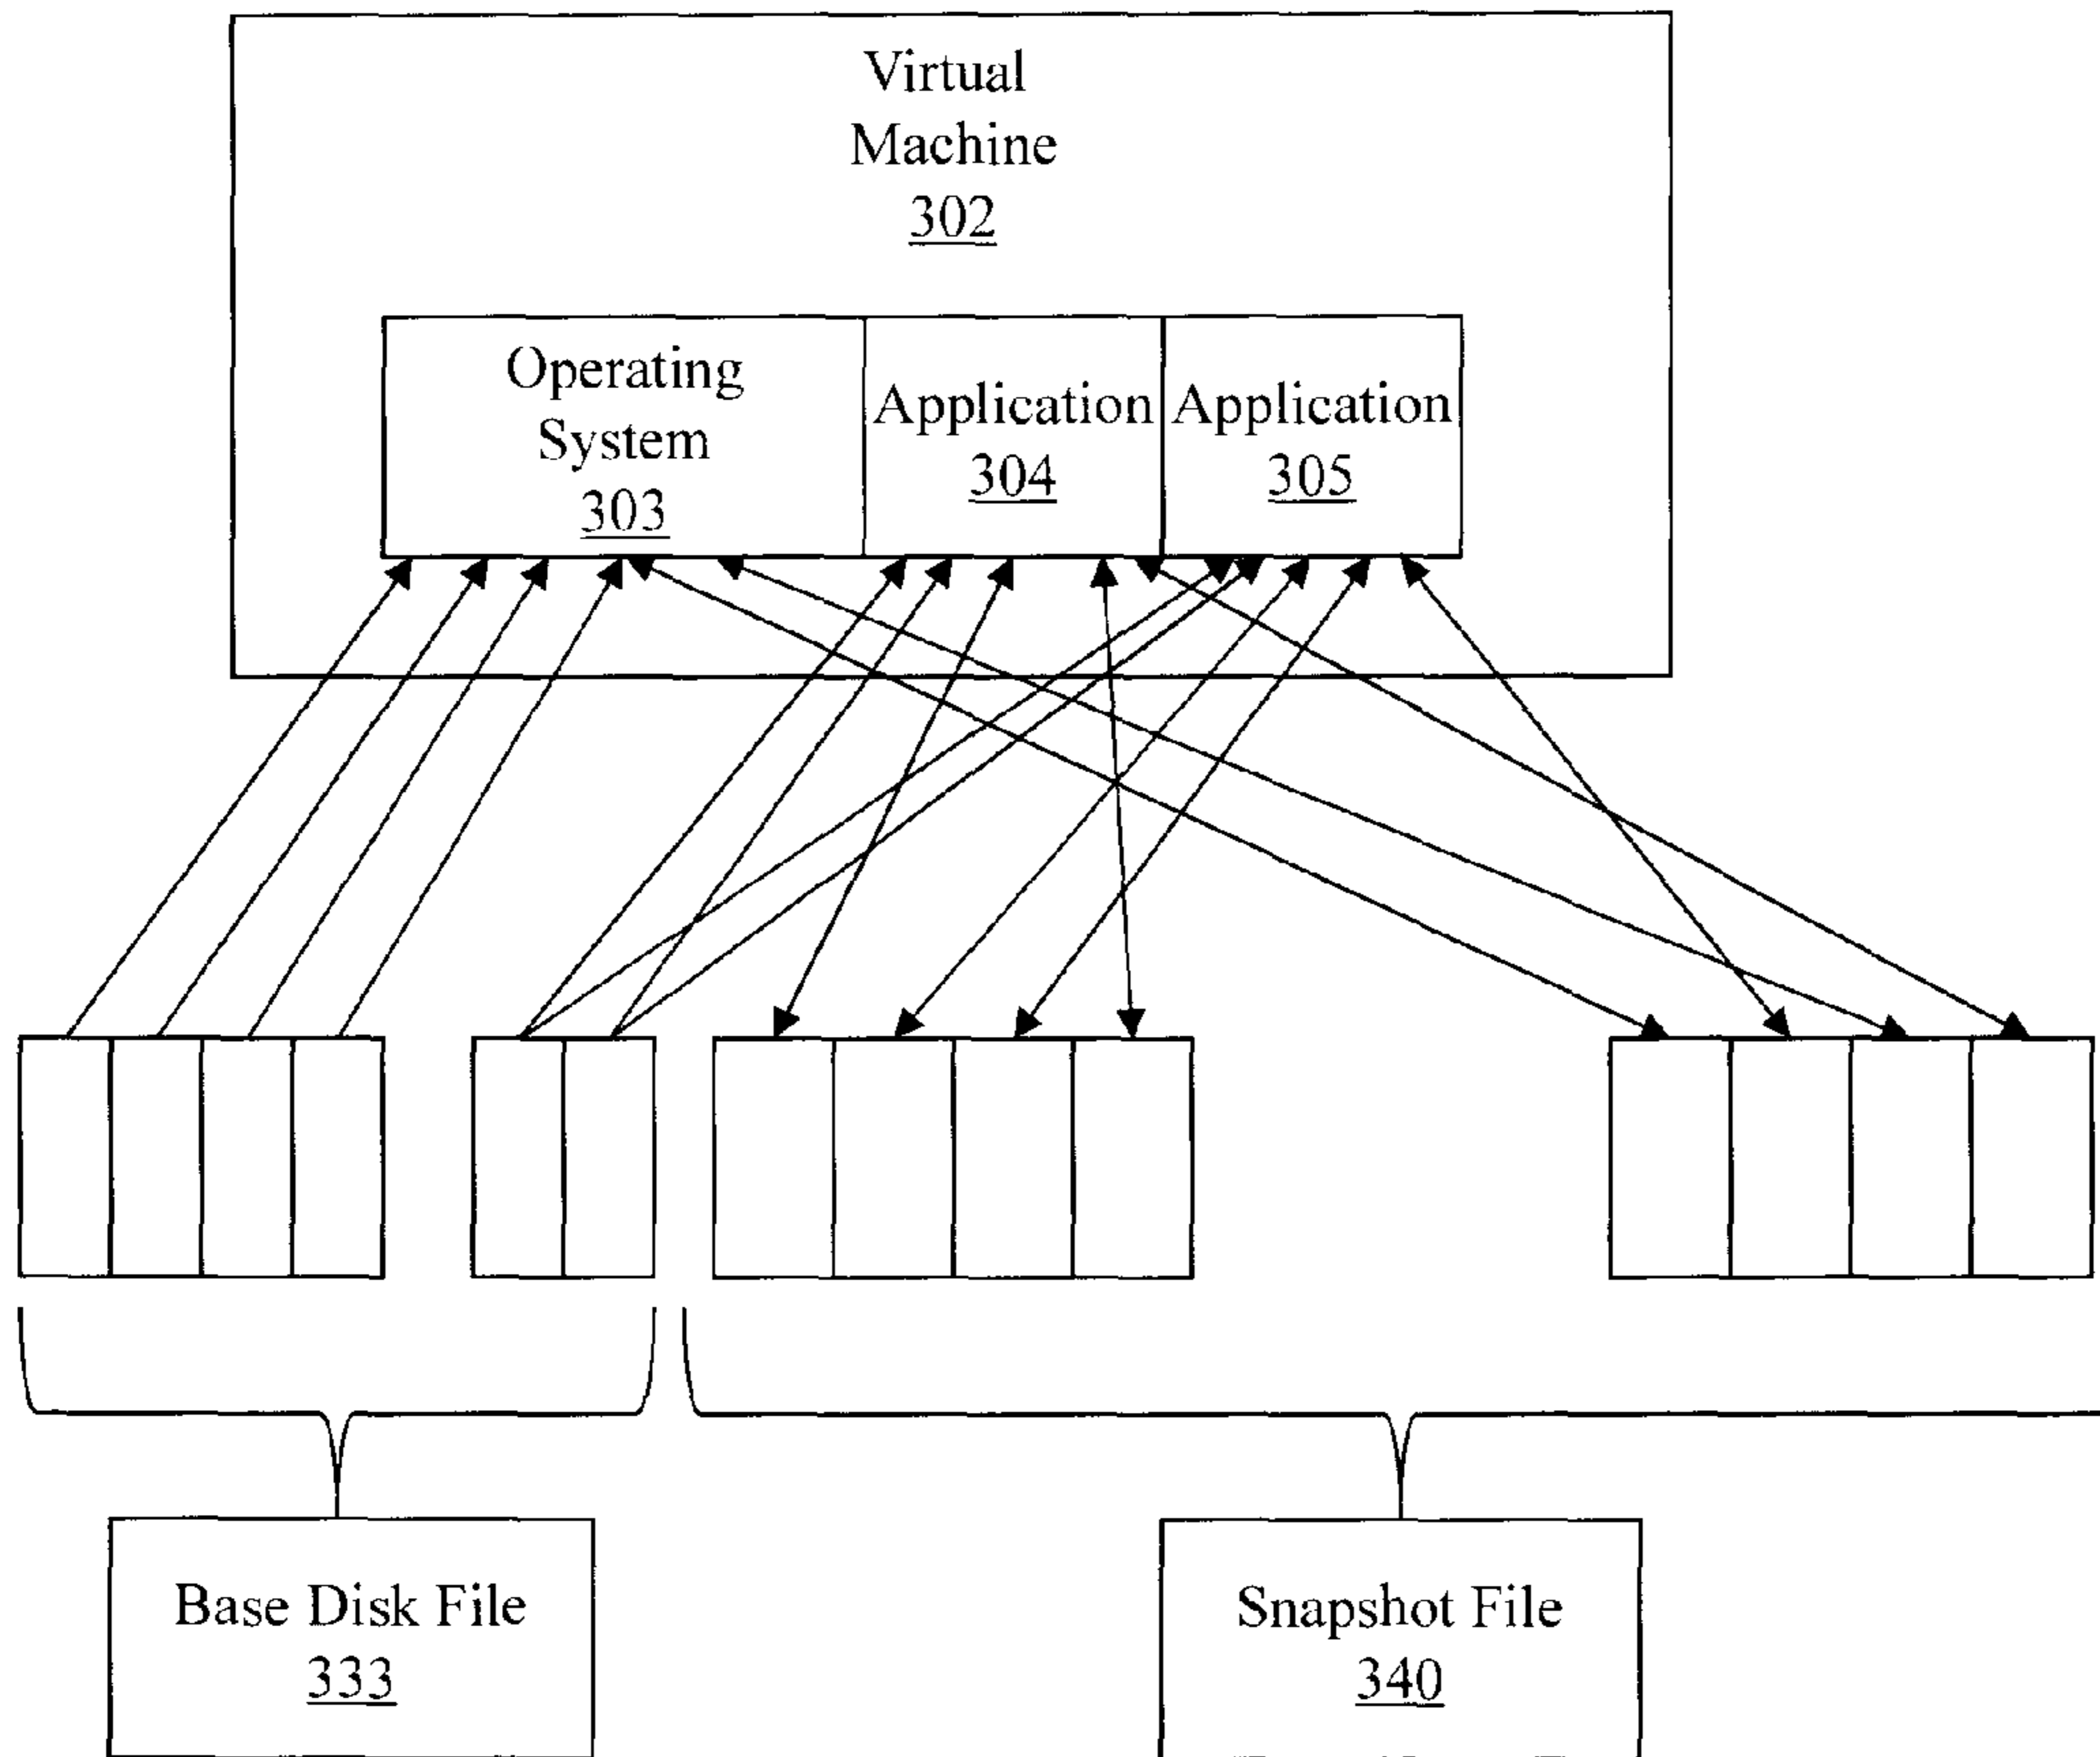 Virtual
Machine
302
Operating
System
303
Application
304
Application
305
Base Disk File
333
Snapshot File
340